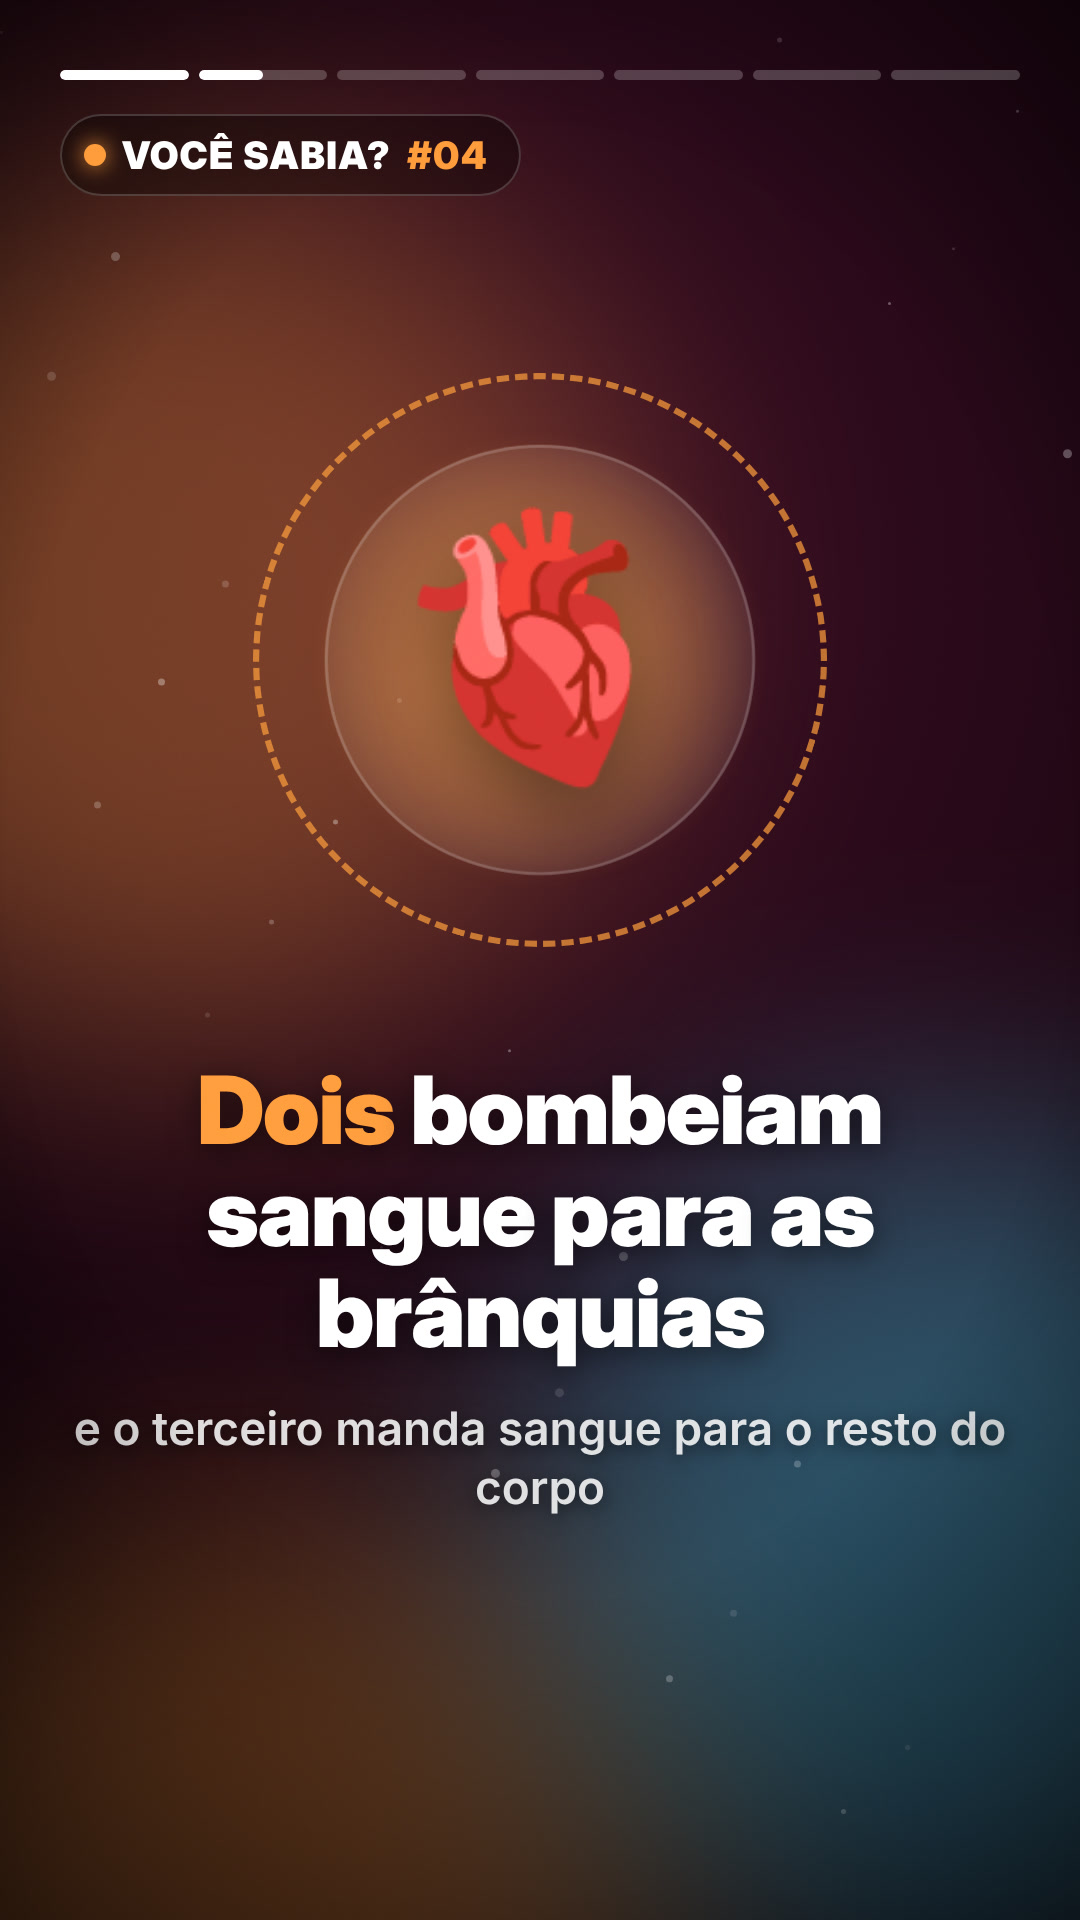 VOCÊ SABIA? #04
Dois bombeiam
sangue para as
brânquias
e o terceiro manda sangue para o resto do
corpo